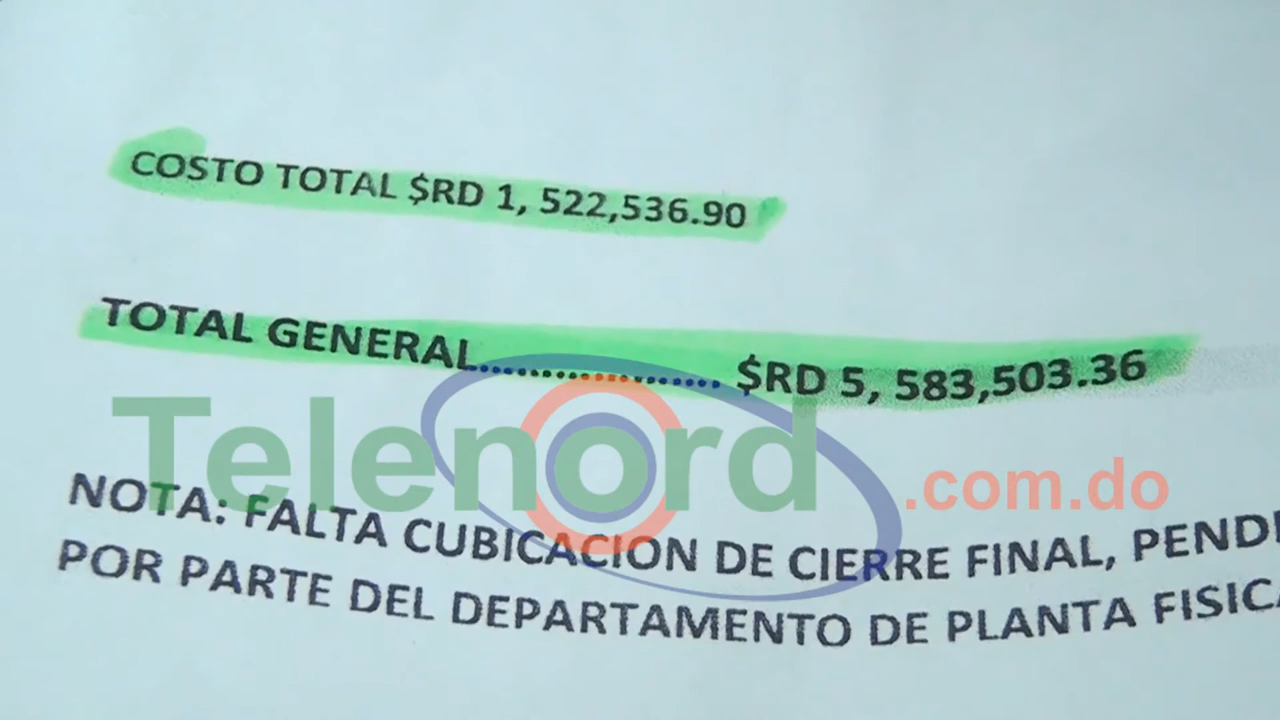 COSTO TOTAL $RD 1, 522,536.90
TOTAL GENERAL..................... $RD 5, 583,503.36
Telenord .com.do
NOTA: FALTA CUBICACION DE CIERRE FINAL,
POR PARTE DEL DEPARTAMENTO DE PLANTA